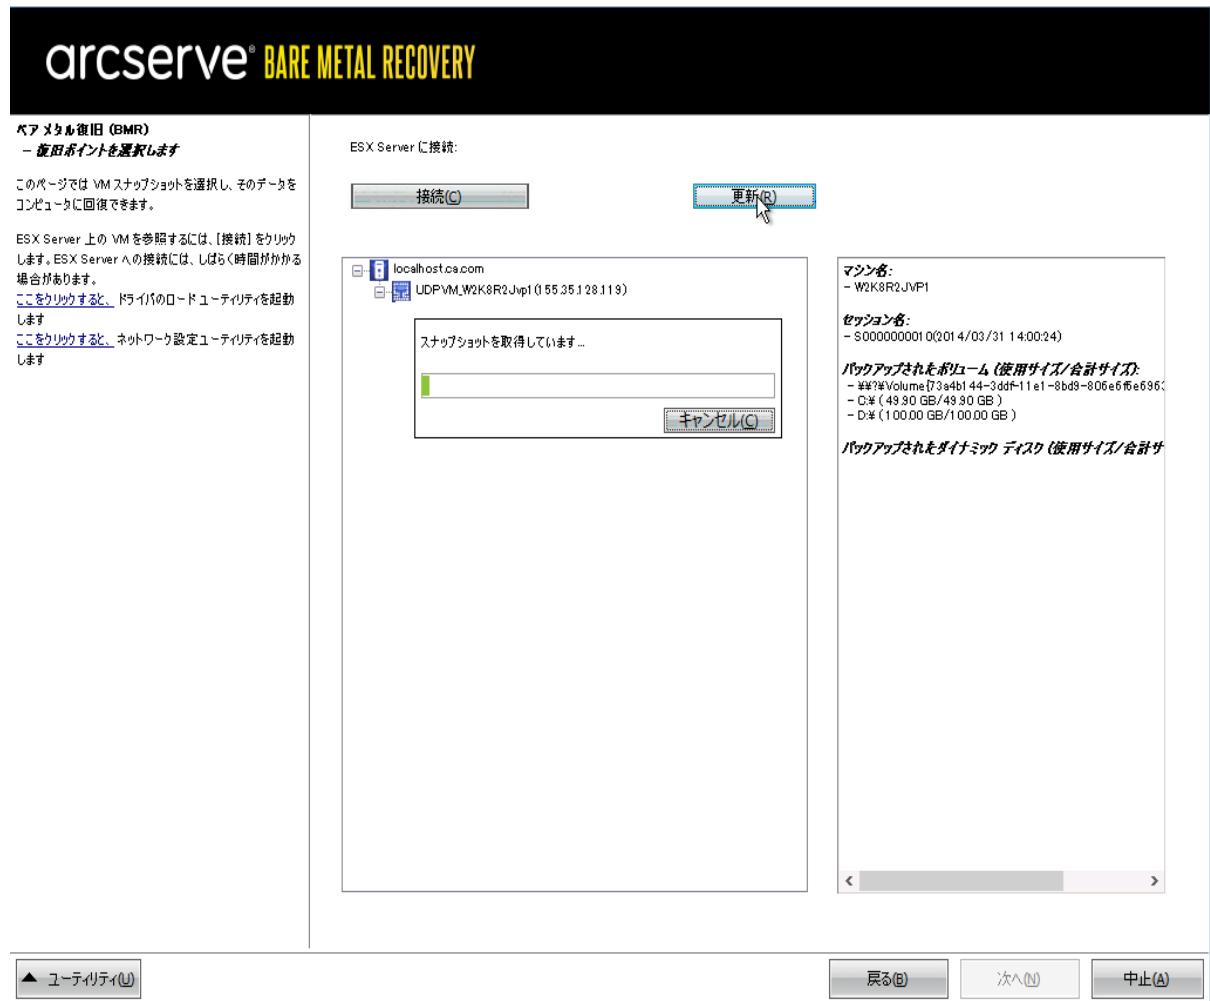 arcserve® BARE METAL RECOVERY
ベア メタル復旧 (BMR)
- 復旧ポイントを選択します
このページでは VM スナップショットを選択し、そのデータを
コンピュータに回復できます。
ESX Server 上の VM を参照するには、[接続] をクリック
します。ESX Server への接続には、しばらく時間がかかる
場合があります。
ここをクリックすると、 ドライバのロード ユーティリティを起動
します
ここをクリックすると、 ネットワーク設定ユーティリティを起動
します
ESX Server に接続:
接続(C)
更新(R)
localhost.ca.com
UDPVM_W2K8R2Jvp1(155.35.128.119)
スナップショットを取得しています...
キャンセル(C)
マシン名:
- W2K8R2JVP1
セッション名:
- S0000000010(2014/03/31 14:00:24)
バックアップされたボリューム (使用サイズ/合計サイズ):
- ¥¥?¥Volume{73a4b144-3ddf-11e1-8bd9-806e6f6e6963
- C:¥ ( 49.90 GB/49.90 GB )
- D:¥ ( 100.00 GB/100.00 GB )
バックアップされたダイナミック ディスク (使用サイズ/合計サ
ユーティリティ(U)
戻る(B)
次へ(N)
中止(A)